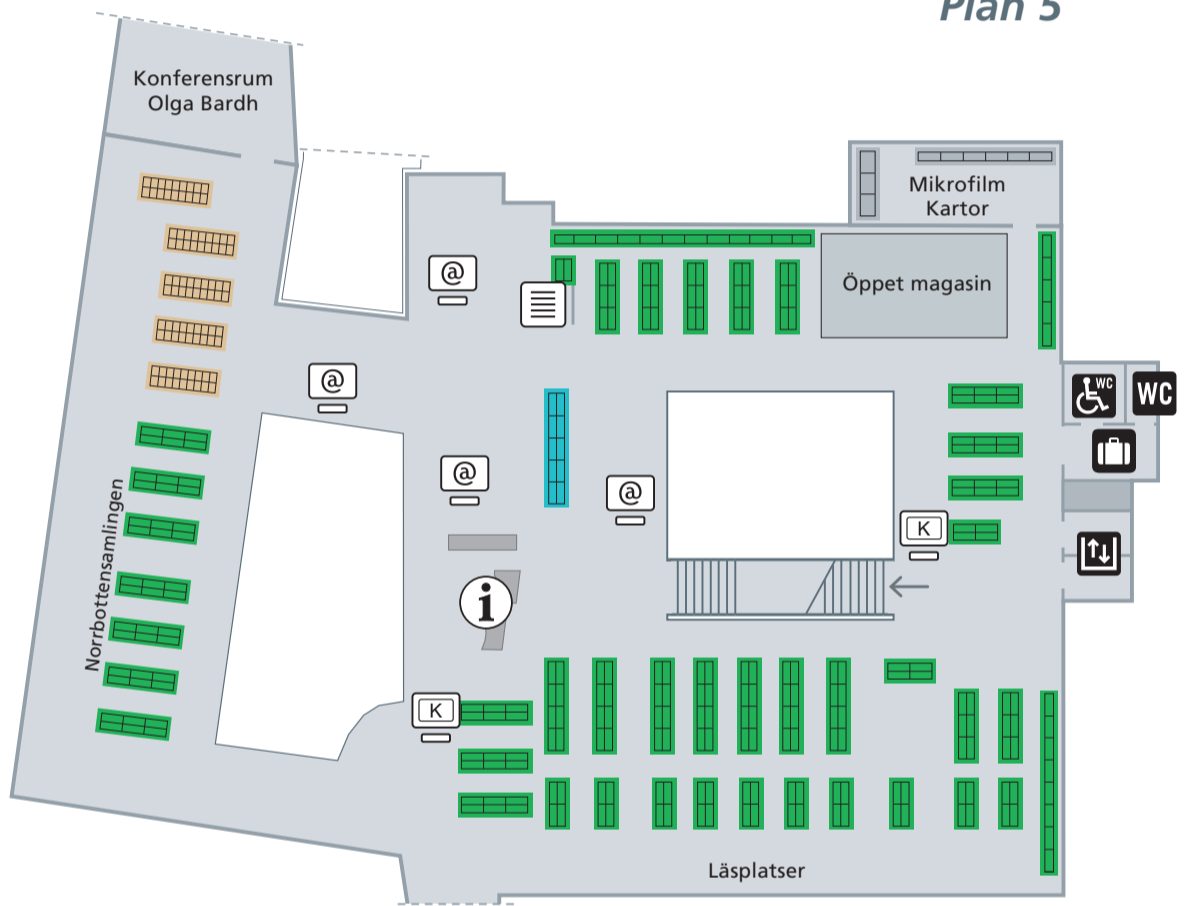 Plan 5
Konferensrum
Olga Bardh
Mikrofilm
Kartor
@
Öppet magasin
@
WC
WC
@
@
K
Norrbottensamlingen
i
K
Läsplatser